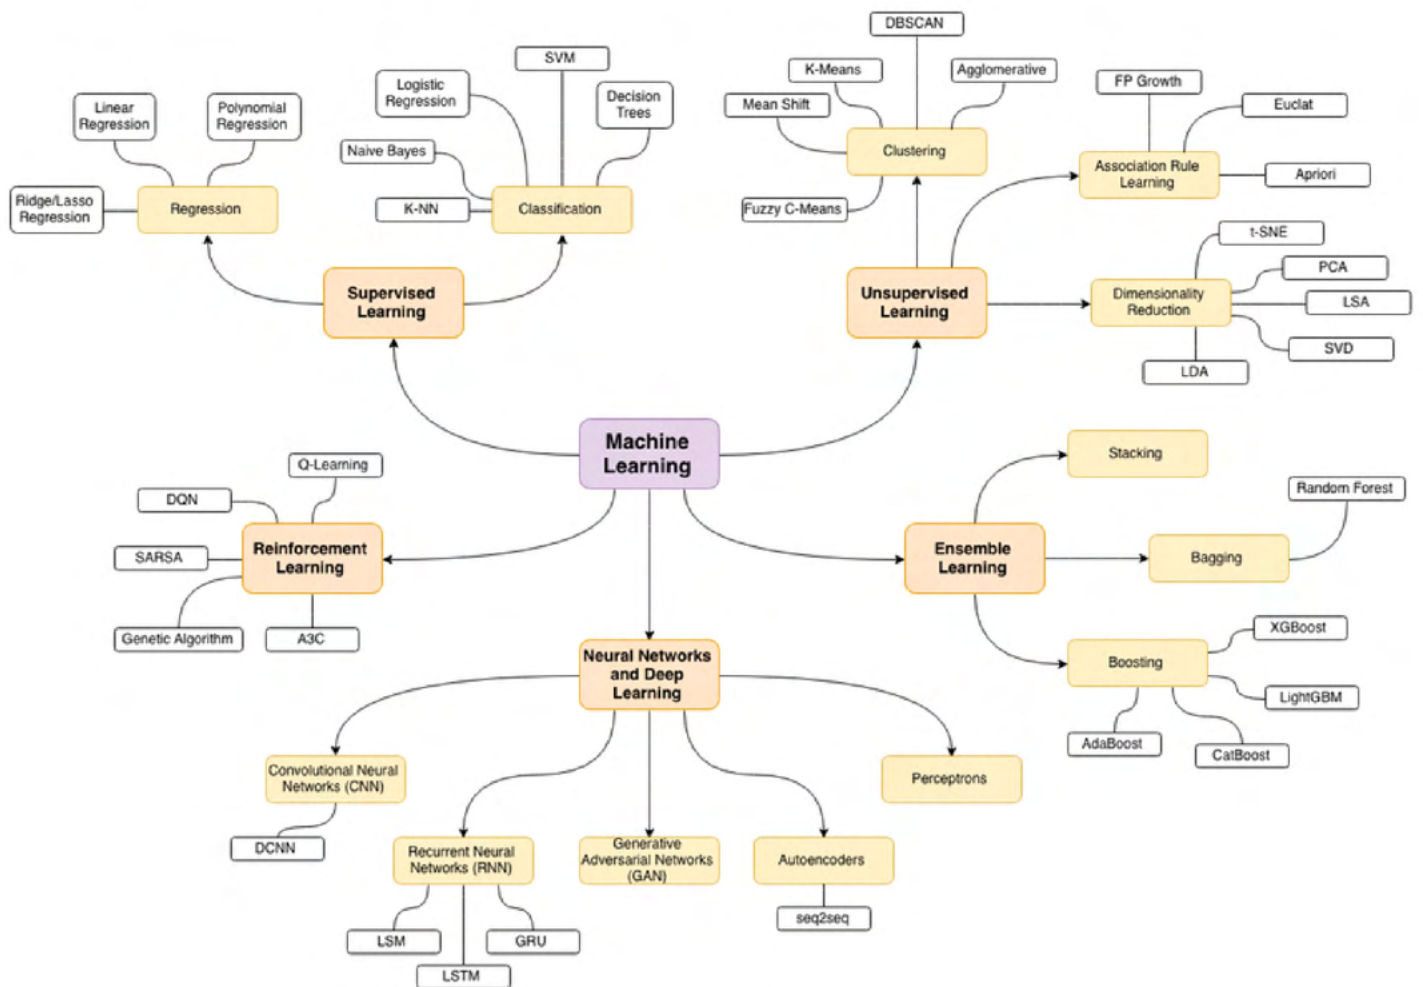 DBSCAN
SVM
K-Means
Agglomerative
FP Growth
Logistic
Regression
Linear
Regression
Polynomial
Regression
Decision
Trees
Mean Shift
Euclat
Naive Bayes
Clustering
Association Rule
Learning
Apriori
Ridge/Lasso
Regression
Regression
K-NN
Classification
Fuzzy C-Means
t-SNE
PCA
Supervised
Learning
Unsupervised
Learning
Dimensionality
Reduction
LSA
SVD
LDA
Machine
Learning
Stacking
Q-Learning
DQN
Random Forest
Reinforcement
Learning
SARSA
Ensemble
Learning
Bagging
Genetic Algorithm
A3C
XGBoost
Neural Networks
and Deep
Learning
Boosting
LightGBM
AdaBoost
CatBoost
Convolutional Neural
Networks (CNN)
Perceptrons
DCNN
Recurrent Neural
Networks (RNN)
Generative
Adversarial Networks
(GAN)
Autoencoders
seq2seq
LSM
GRU
LSTM